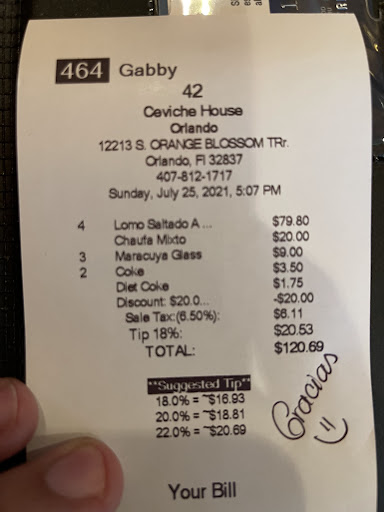 464 Gabby
42
Ceviche House
Orlando
12213 S. ORANGE BLOSSOM TRr.
Orlando, Fl 32837
407-812-1717
Sunday, July 25, 2021, 5:07 PM
4 Lomo Saltado A ... $79.80
Chaufa Mixto $20.00
3 Maracuya Glass $9.00
2 Coke $3.50
Diet Coke $1.75
Discount: $20.0... -$20.00
Sale Tax:(6.50%): $6.11
Tip 18%: $20.53
TOTAL: $120.69
**Suggested Tip**
18.0% = ~$16.93
20.0% = ~$18.81
22.0% = ~$20.69
Gracias
Your Bill